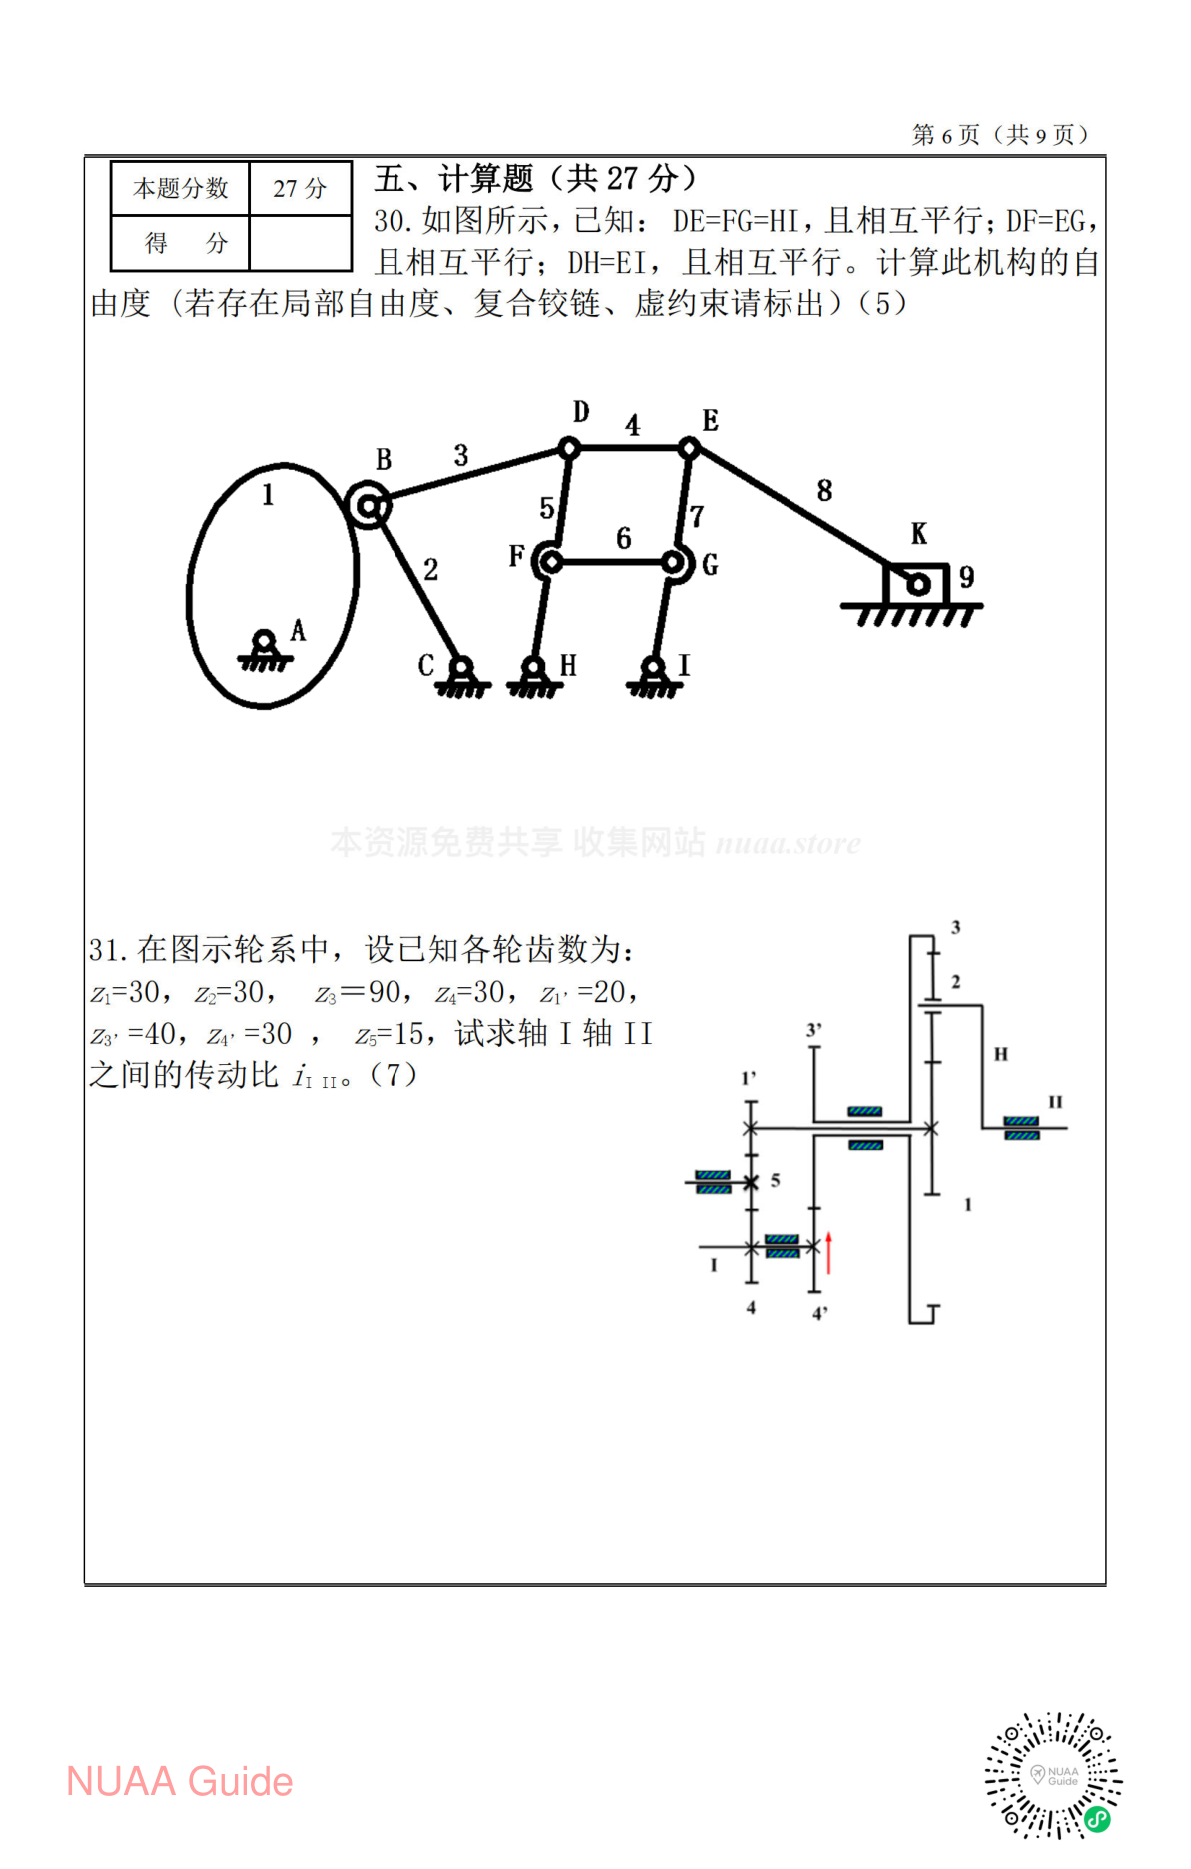 第 6 页（共 9 页）
本题分数 27 分
得 分
五、计算题（共 27 分）
30. 如图所示，已知： DE=FG=HI，且相互平行；DF=EG，
且相互平行；DH=EI，且相互平行。计算此机构的自
由度 （若存在局部自由度、复合铰链、虚约束请标出）（5）
D
4
E
B
3
1
8
5
7
K
F
6
G
2
9
A
C
H
I
本资源免费共享 收集网站 nuaa.store
31. 在图示轮系中，设已知各轮齿数为：
z1=30，z2=30， z3＝90，z4=30，z1’=20，
z3’=40，z4’=30 ， z5=15，试求轴 I 轴 II
之间的传动比 iI II。（7）
3
2
3’
H
1’
II
5
1
I
4
4’
NUAA Guide
NUAA
Guide